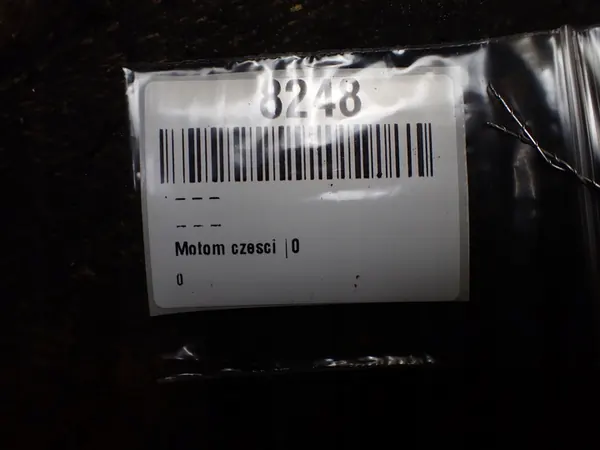 8248
- - -
- - -
Motom czesci |0
0